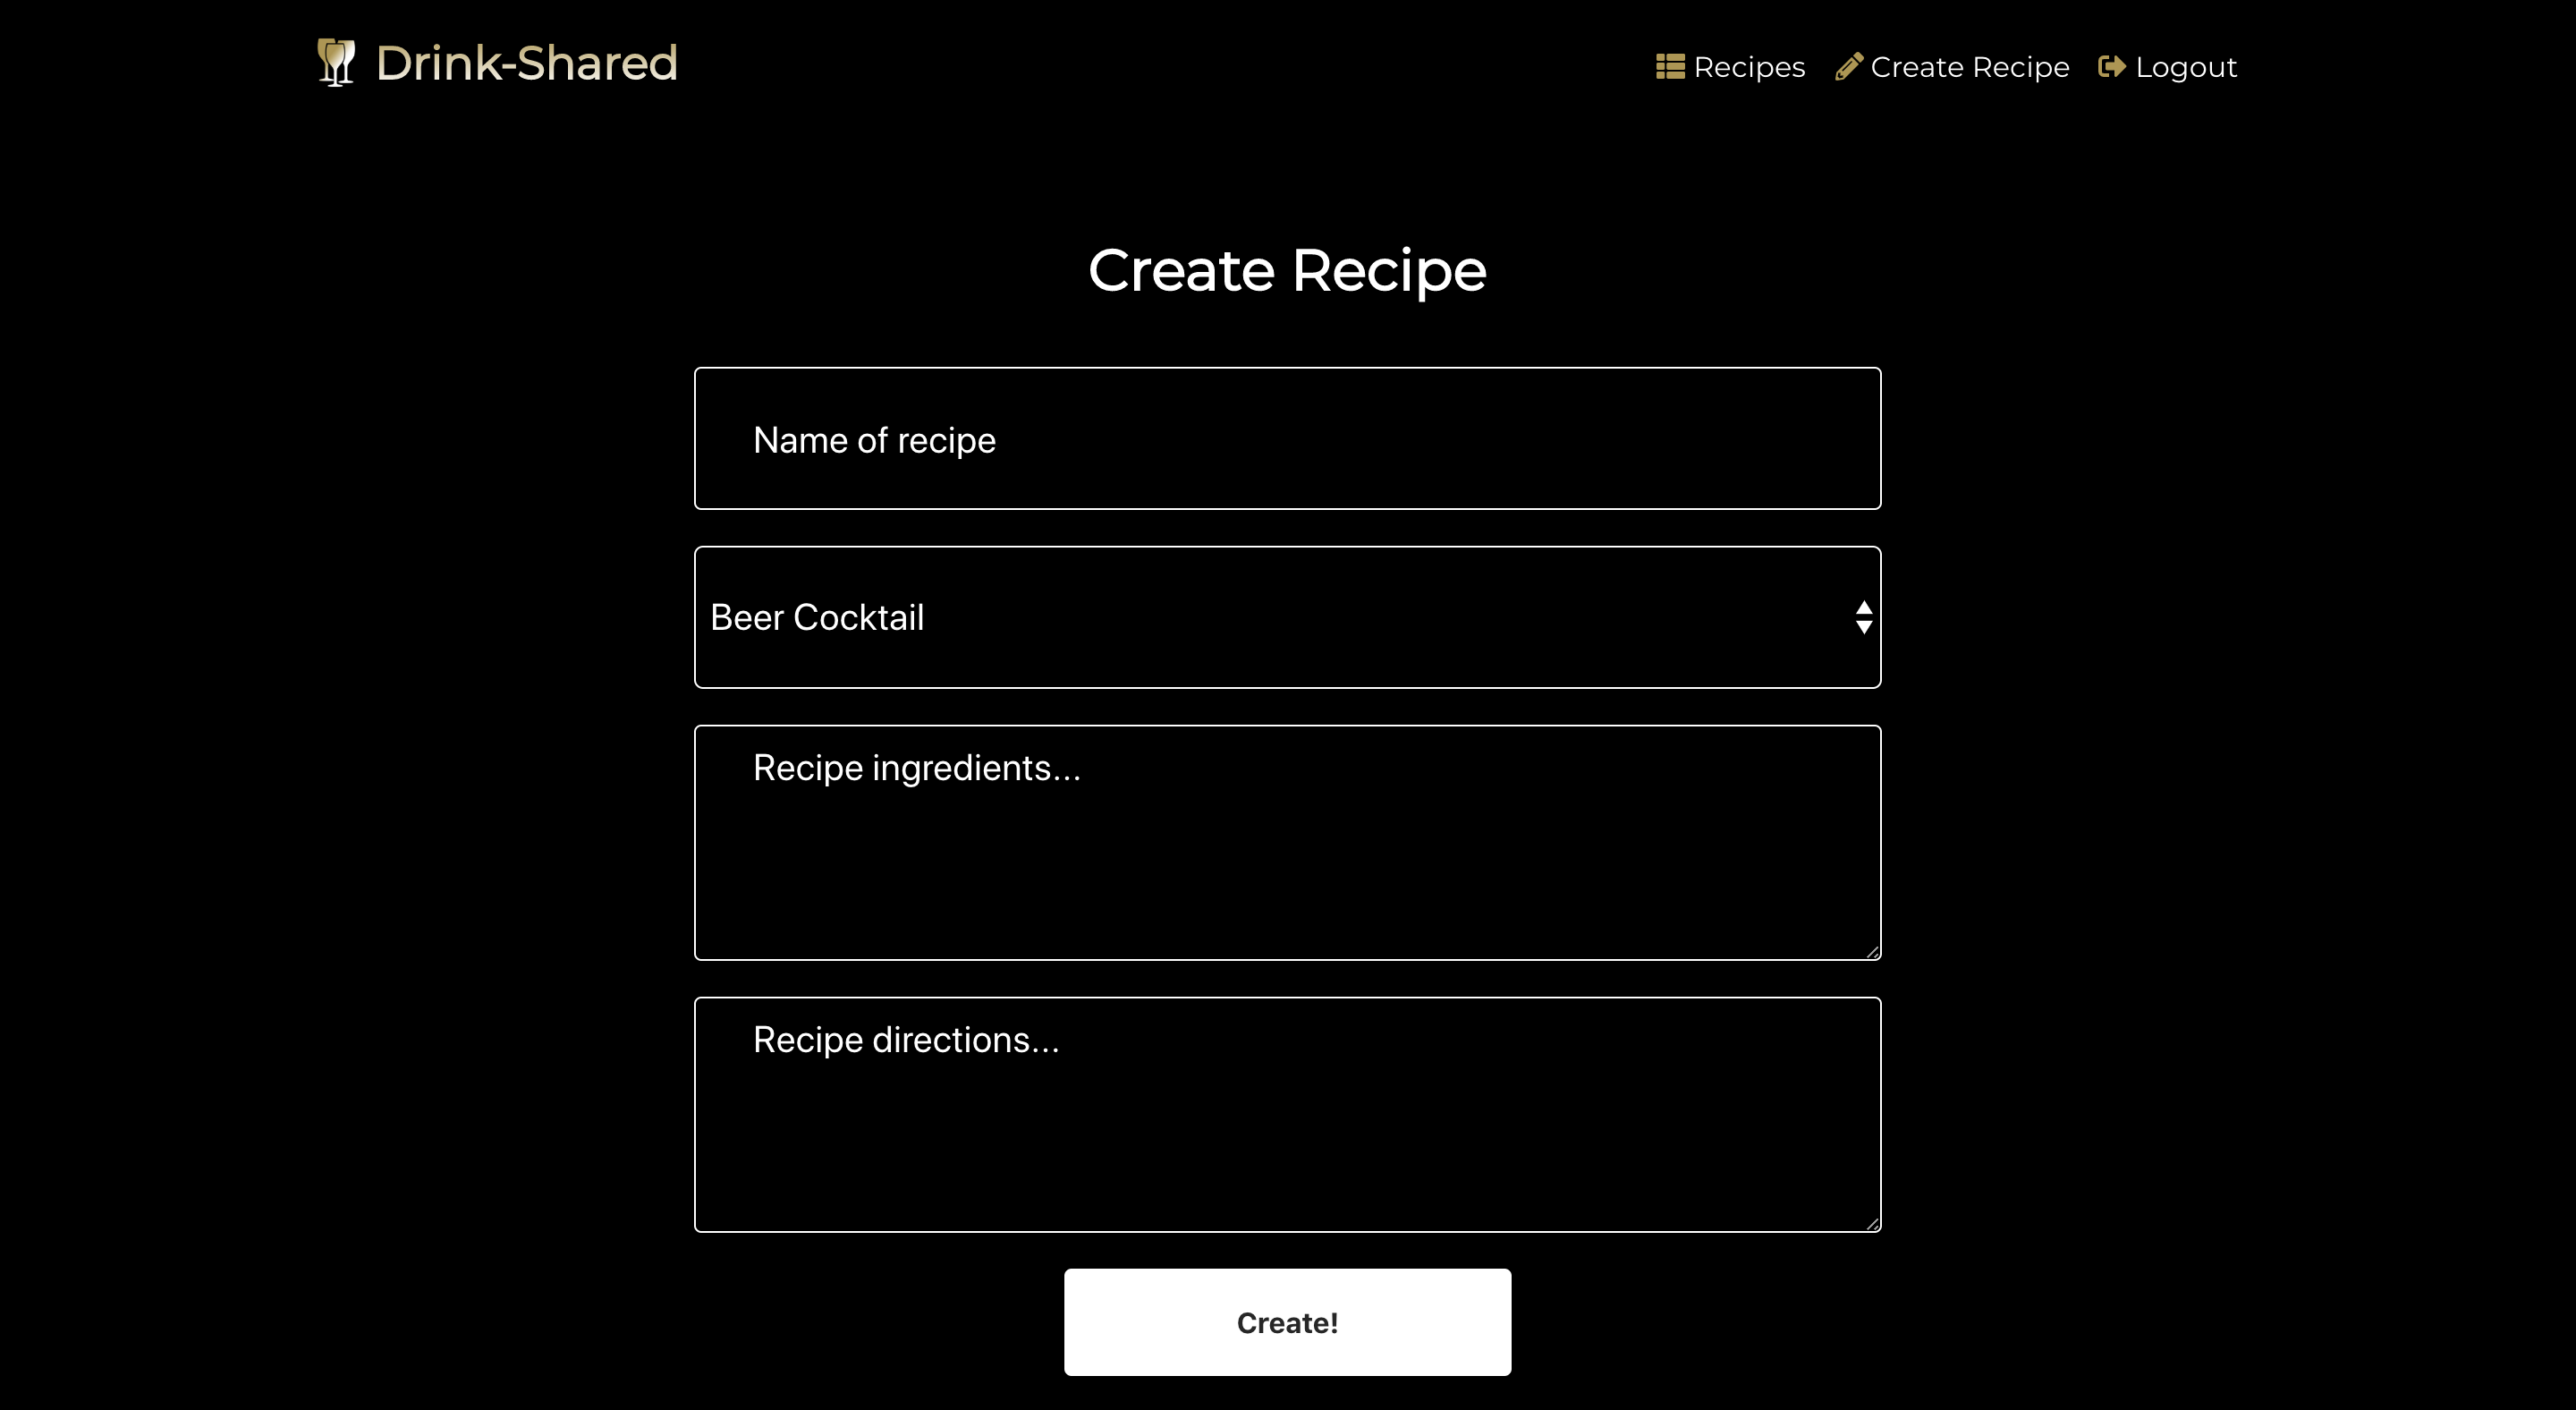 Drink-Shared
Recipes Create Recipe Logout
Create Recipe
Name of recipe
Beer Cocktail
Recipe ingredients...
Recipe directions...
Create!